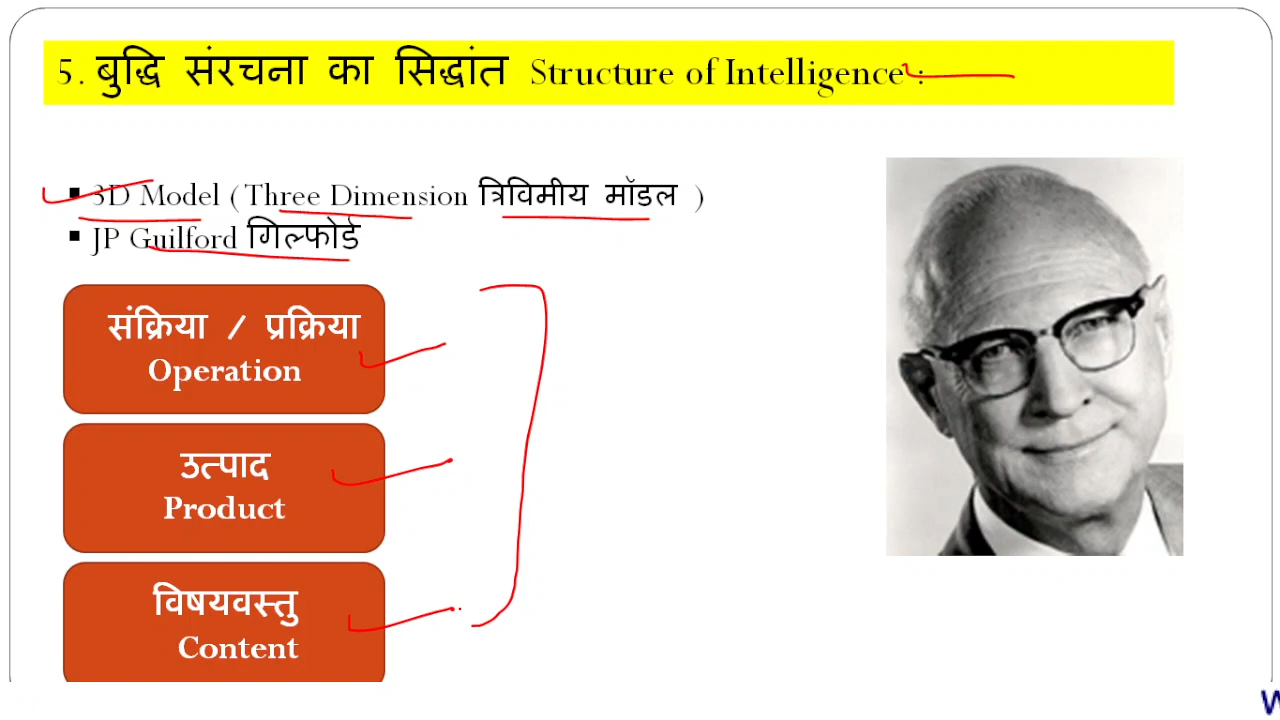 5. बुद्धि संरचना का सिद्धांत Structure of Intelligence :
▪ 3D Model ( Three Dimension त्रिविमीय मॉडल )
▪ JP Guilford गिल्फोर्ड
संक्रिया / प्रक्रिया
Operation
उत्पाद
Product
विषयवस्तु
Content
W